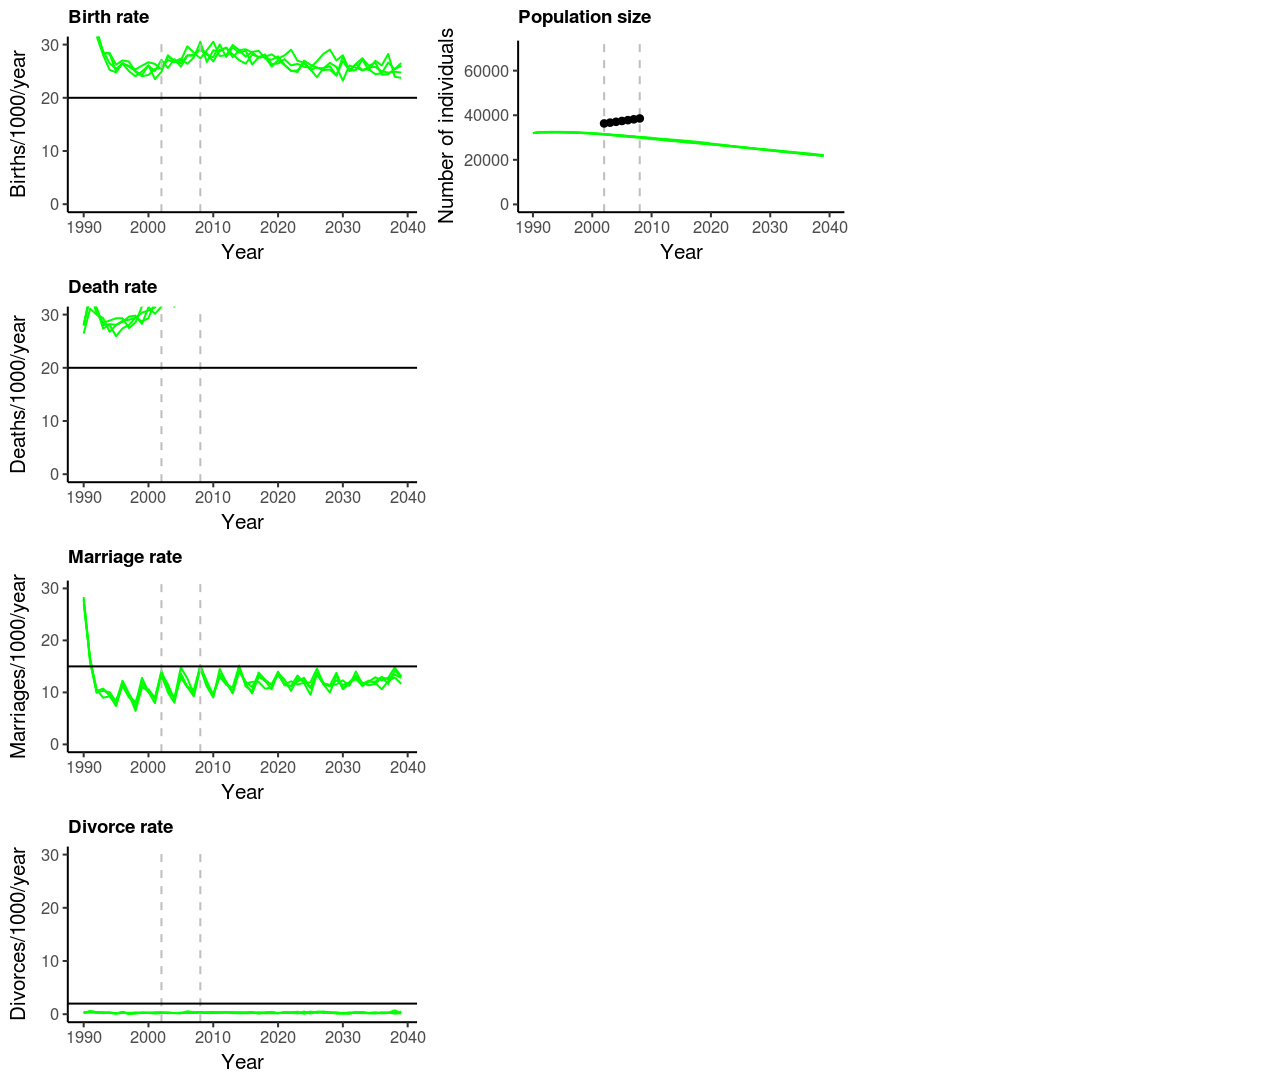 Birth rate
Births/1000/year
30
20
10
0
1990 2000 2010 2020 2030 2040
Year
Population size
Number of individuals
60000
40000
20000
0
1990 2000 2010 2020 2030 2040
Year
Death rate
Deaths/1000/year
30
20
10
0
1990 2000 2010 2020 2030 2040
Year
Marriage rate
Marriages/1000/year
30
20
10
0
1990 2000 2010 2020 2030 2040
Year
Divorce rate
Divorces/1000/year
30
20
10
0
1990 2000 2010 2020 2030 2040
Year